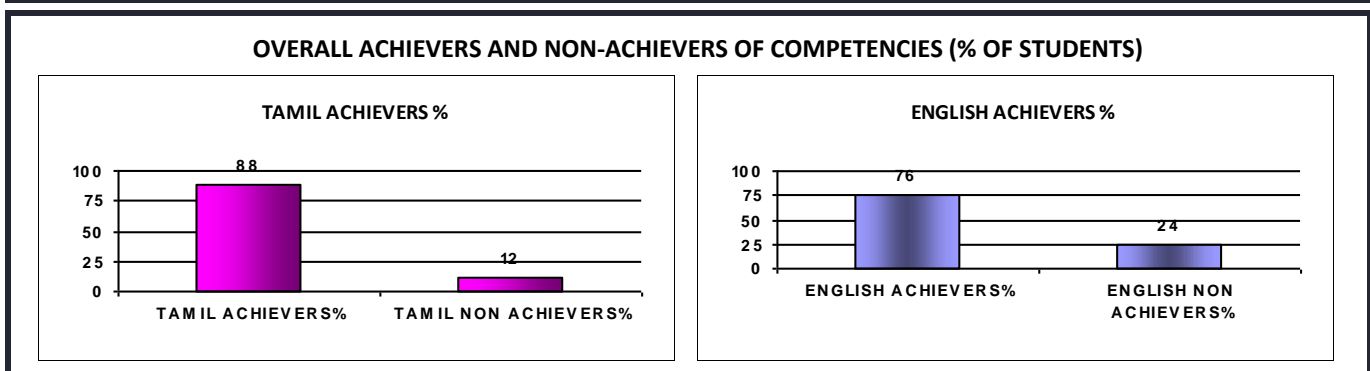 OVERALL ACHIEVERS AND NON-ACHIEVERS OF COMPETENCIES (% OF STUDENTS)
TAMIL ACHIEVERS %
100
75
50
25
0
88
12
TAMIL ACHIEVERS%
TAMIL NON ACHIEVERS%
ENGLISH ACHIEVERS %
100
75
50
25
0
76
24
ENGLISH ACHIEVERS%
ENGLISH NON
ACHIEVERS%